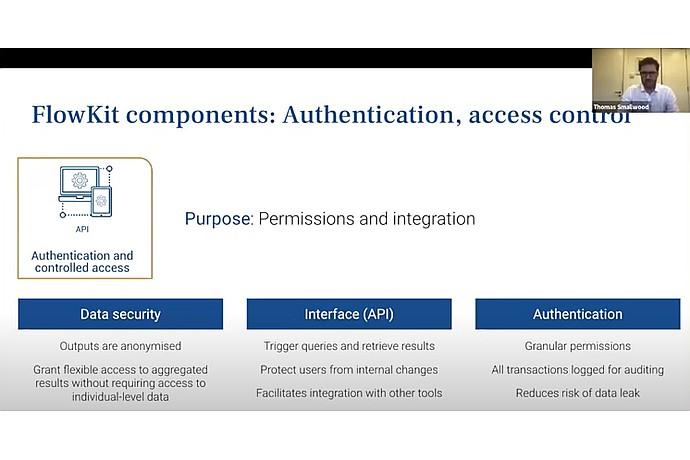 Thomas Smallwood
FlowKit components: Authentication, access control
API
Authentication and
controlled access
Purpose: Permissions and integration
Data security
Outputs are anonymised
Grant flexible access to aggregated
results without requiring access to
individual-level data
Interface (API)
Trigger queries and retrieve results
Protect users from internal changes
Facilitates integration with other tools
Authentication
Granular permissions
All transactions logged for auditing
Reduces risk of data leak